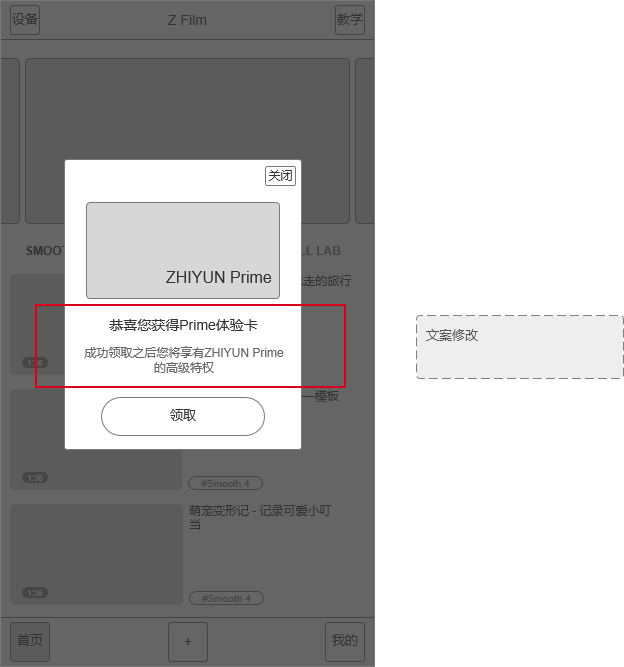 设备
Z Film
教学
关闭
ZHIYUN Prime
SMOOT
LL LAB
走的旅行
恭喜您获得Prime体验卡
成功领取之后您将享有ZHIYUN Prime
的高级特权
文案修改
1:36
领取
一模板
1:36
#Smooth 4
萌宠变形记 - 记录可爱小叮
当
1:36
#Smooth 4
首页
+
我的